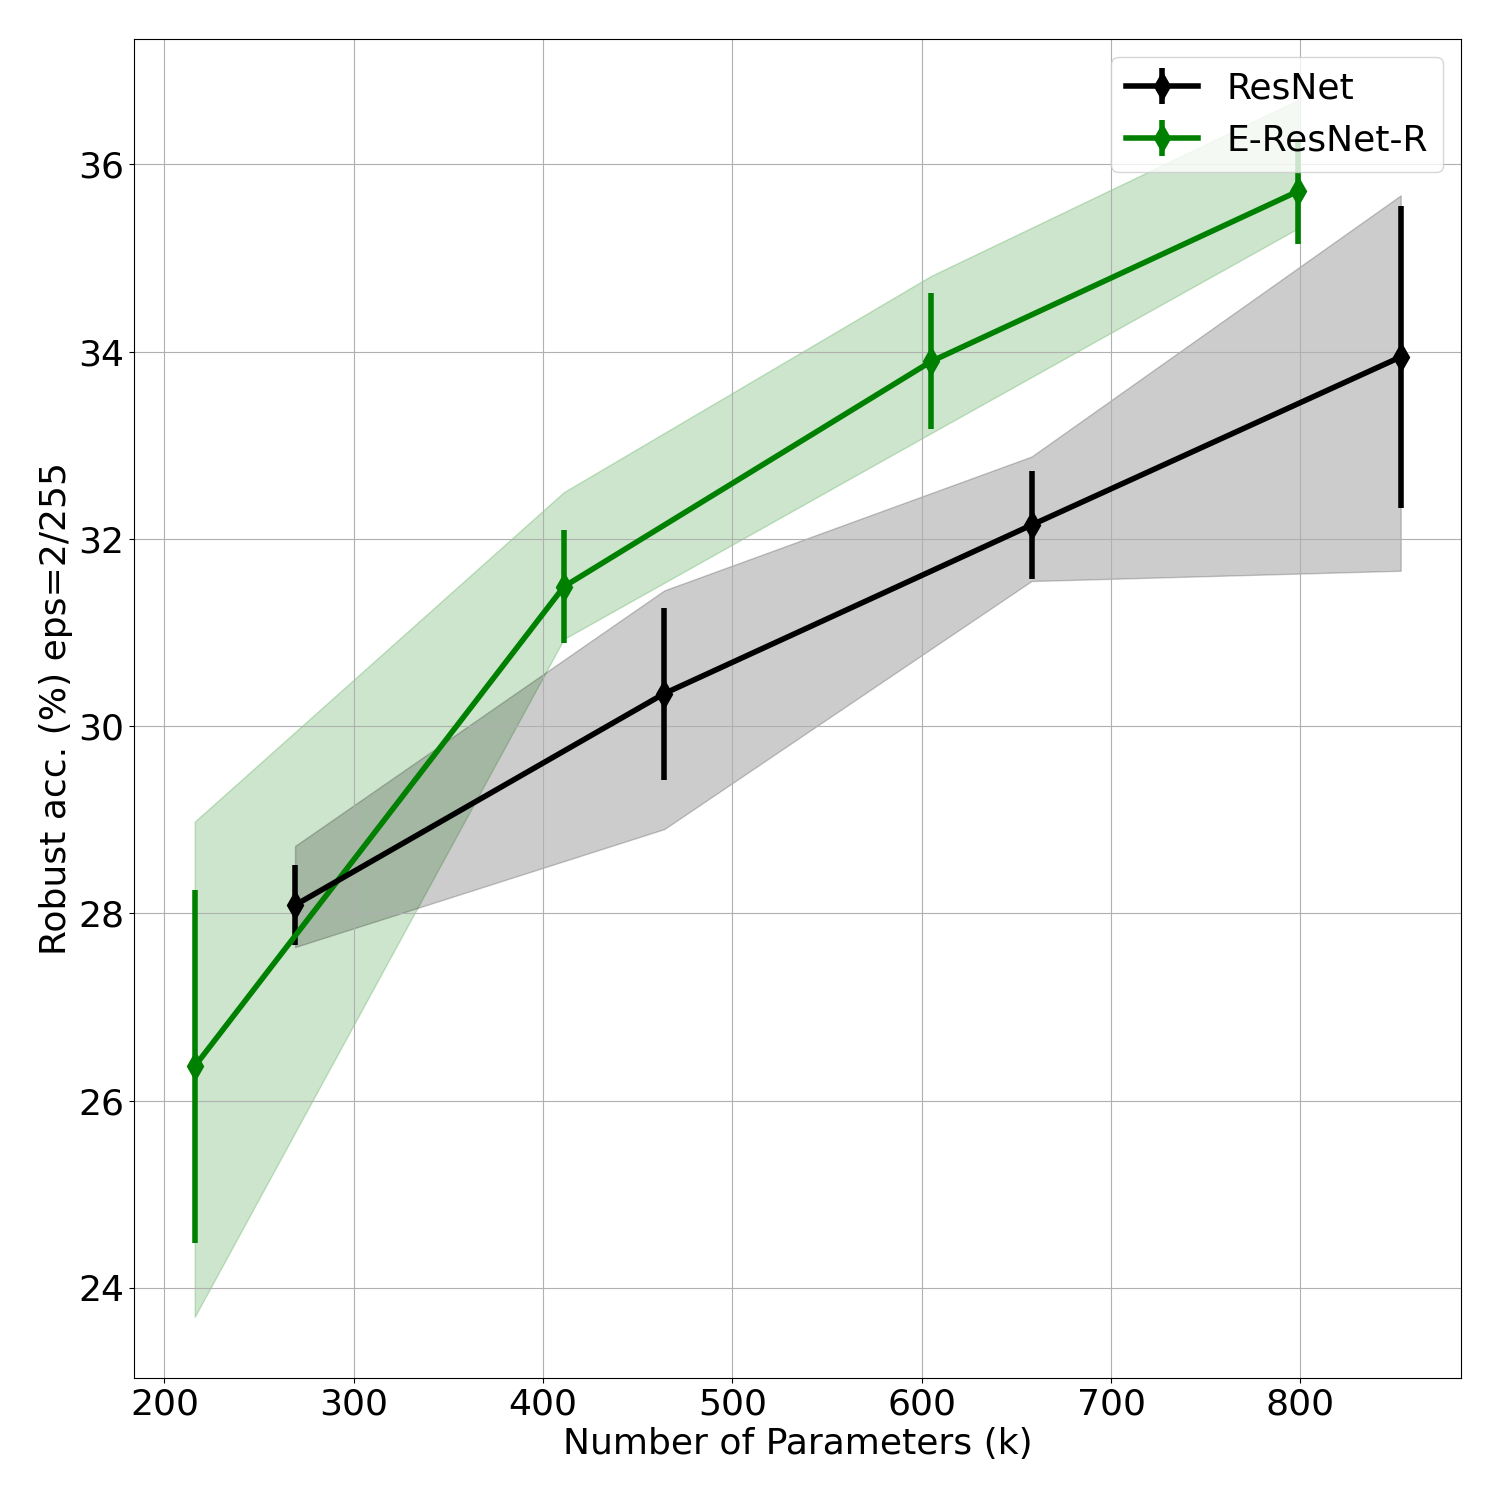 ResNet
E-ResNet-R
36
34
32
30
28
26
24
Robust acc. (%) eps=2/255
200 300 400 500 600 700 800
Number of Parameters (k)